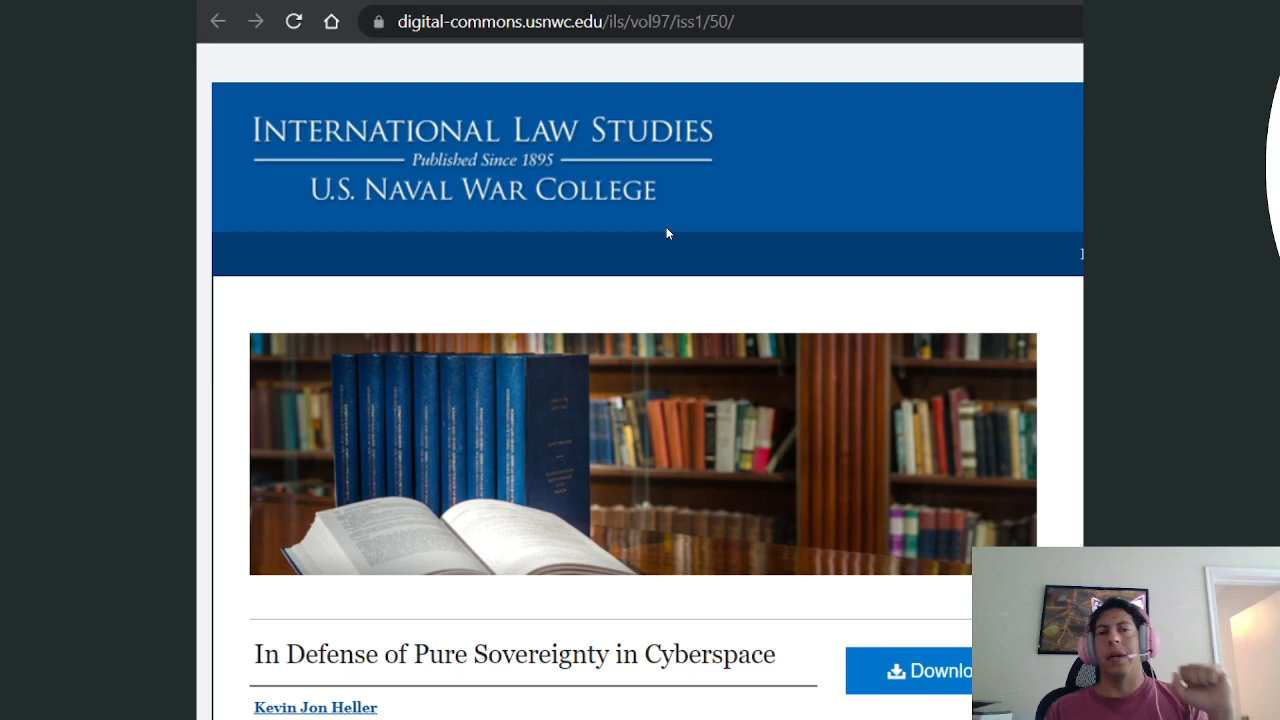 digital-commons.usnwc.edu/ils/vol97/iss1/50/
INTERNATIONAL LAW STUDIES
Published Since 1895
U.S. NAVAL WAR COLLEGE
In Defense of Pure Sovereignty in Cyberspace
Downlo
Kevin Jon Heller